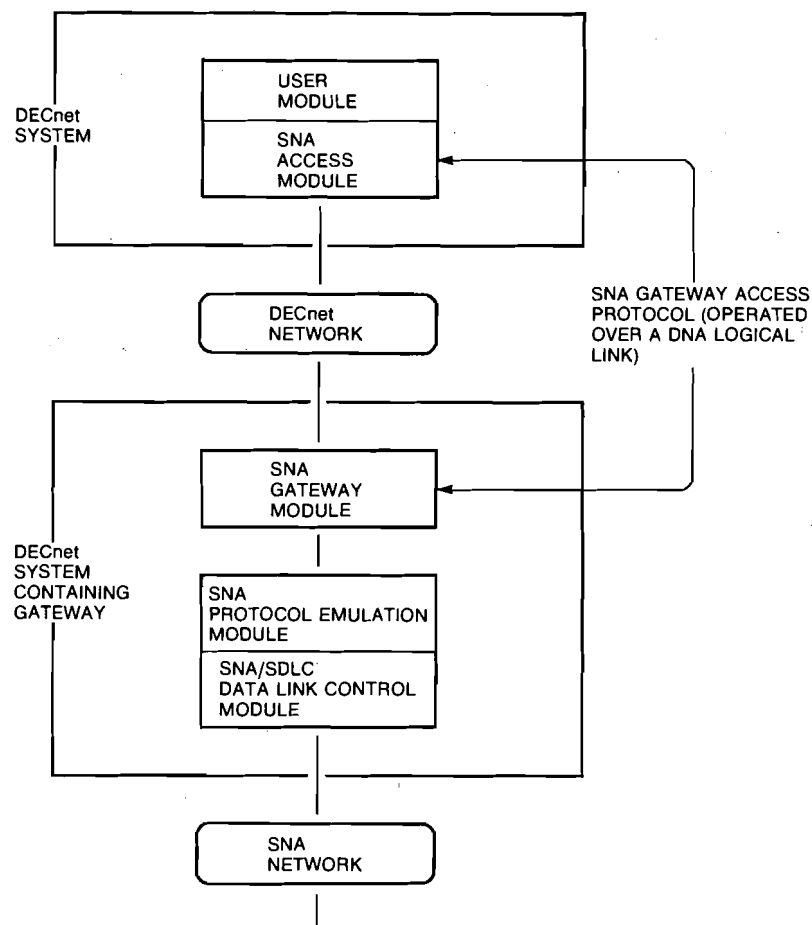 USER
MODULE
DECnet
SYSTEM
SNA
ACCESS
MODULE
SNA GATEWAY ACCESS
PROTOCOL (OPERATED
OVER A DNA LOGICAL
LINK)
DECnet
NETWORK
SNA
GATEWAY
MODULE
DECnet
SYSTEM
CONTAINING
GATEWAY
SNA
PROTOCOL EMULATION
MODULE
SNA/SDLC
DATA LINK CONTROL
MODULE
SNA
NETWORK